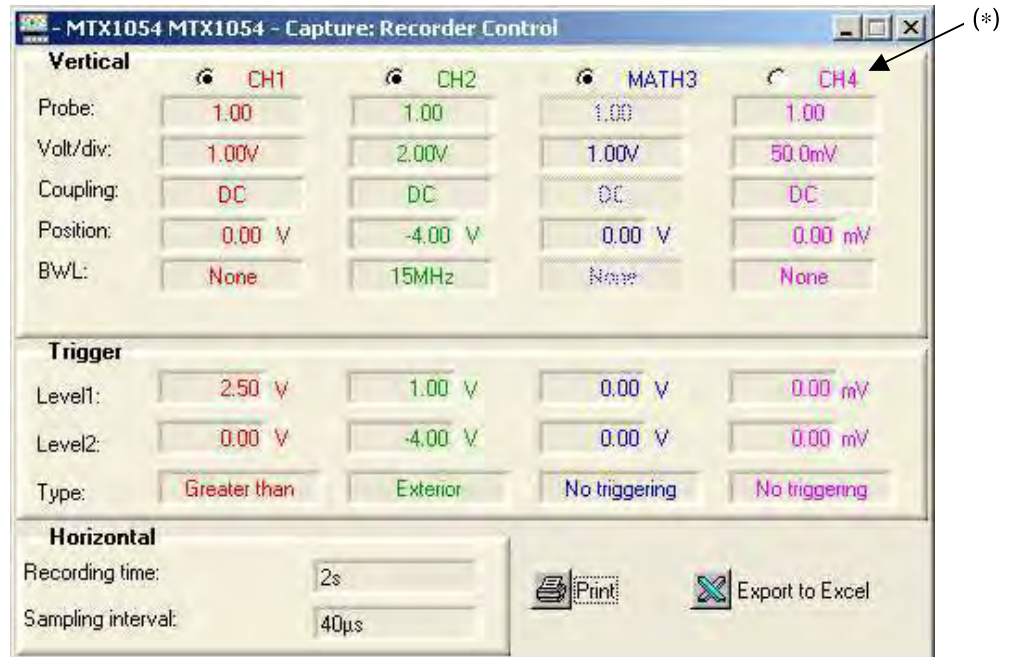 - MTX1054 MTX1054 - Capture: Recorder Control
(*)
Vertical
CH1 CH2 MATH3 CH4
Probe: 1.00 1.00 1.00 1.00
Volt/div: 1.00V 2.00V 1.00V 50.0mV
Coupling: DC DC DC DC
Position: 0.00 V -4.00 V 0.00 V 0.00 mV
BWL: None 15MHz None None
Trigger
Level1: 2.50 V 1.00 V 0.00 V 0.00 mV
Level2: 0.00 V -4.00 V 0.00 V 0.00 mV
Type: Greater than Exterior No triggering No triggering
Horizontal
Recording time: 2s
Sampling interval: 40µs
Print
Export to Excel